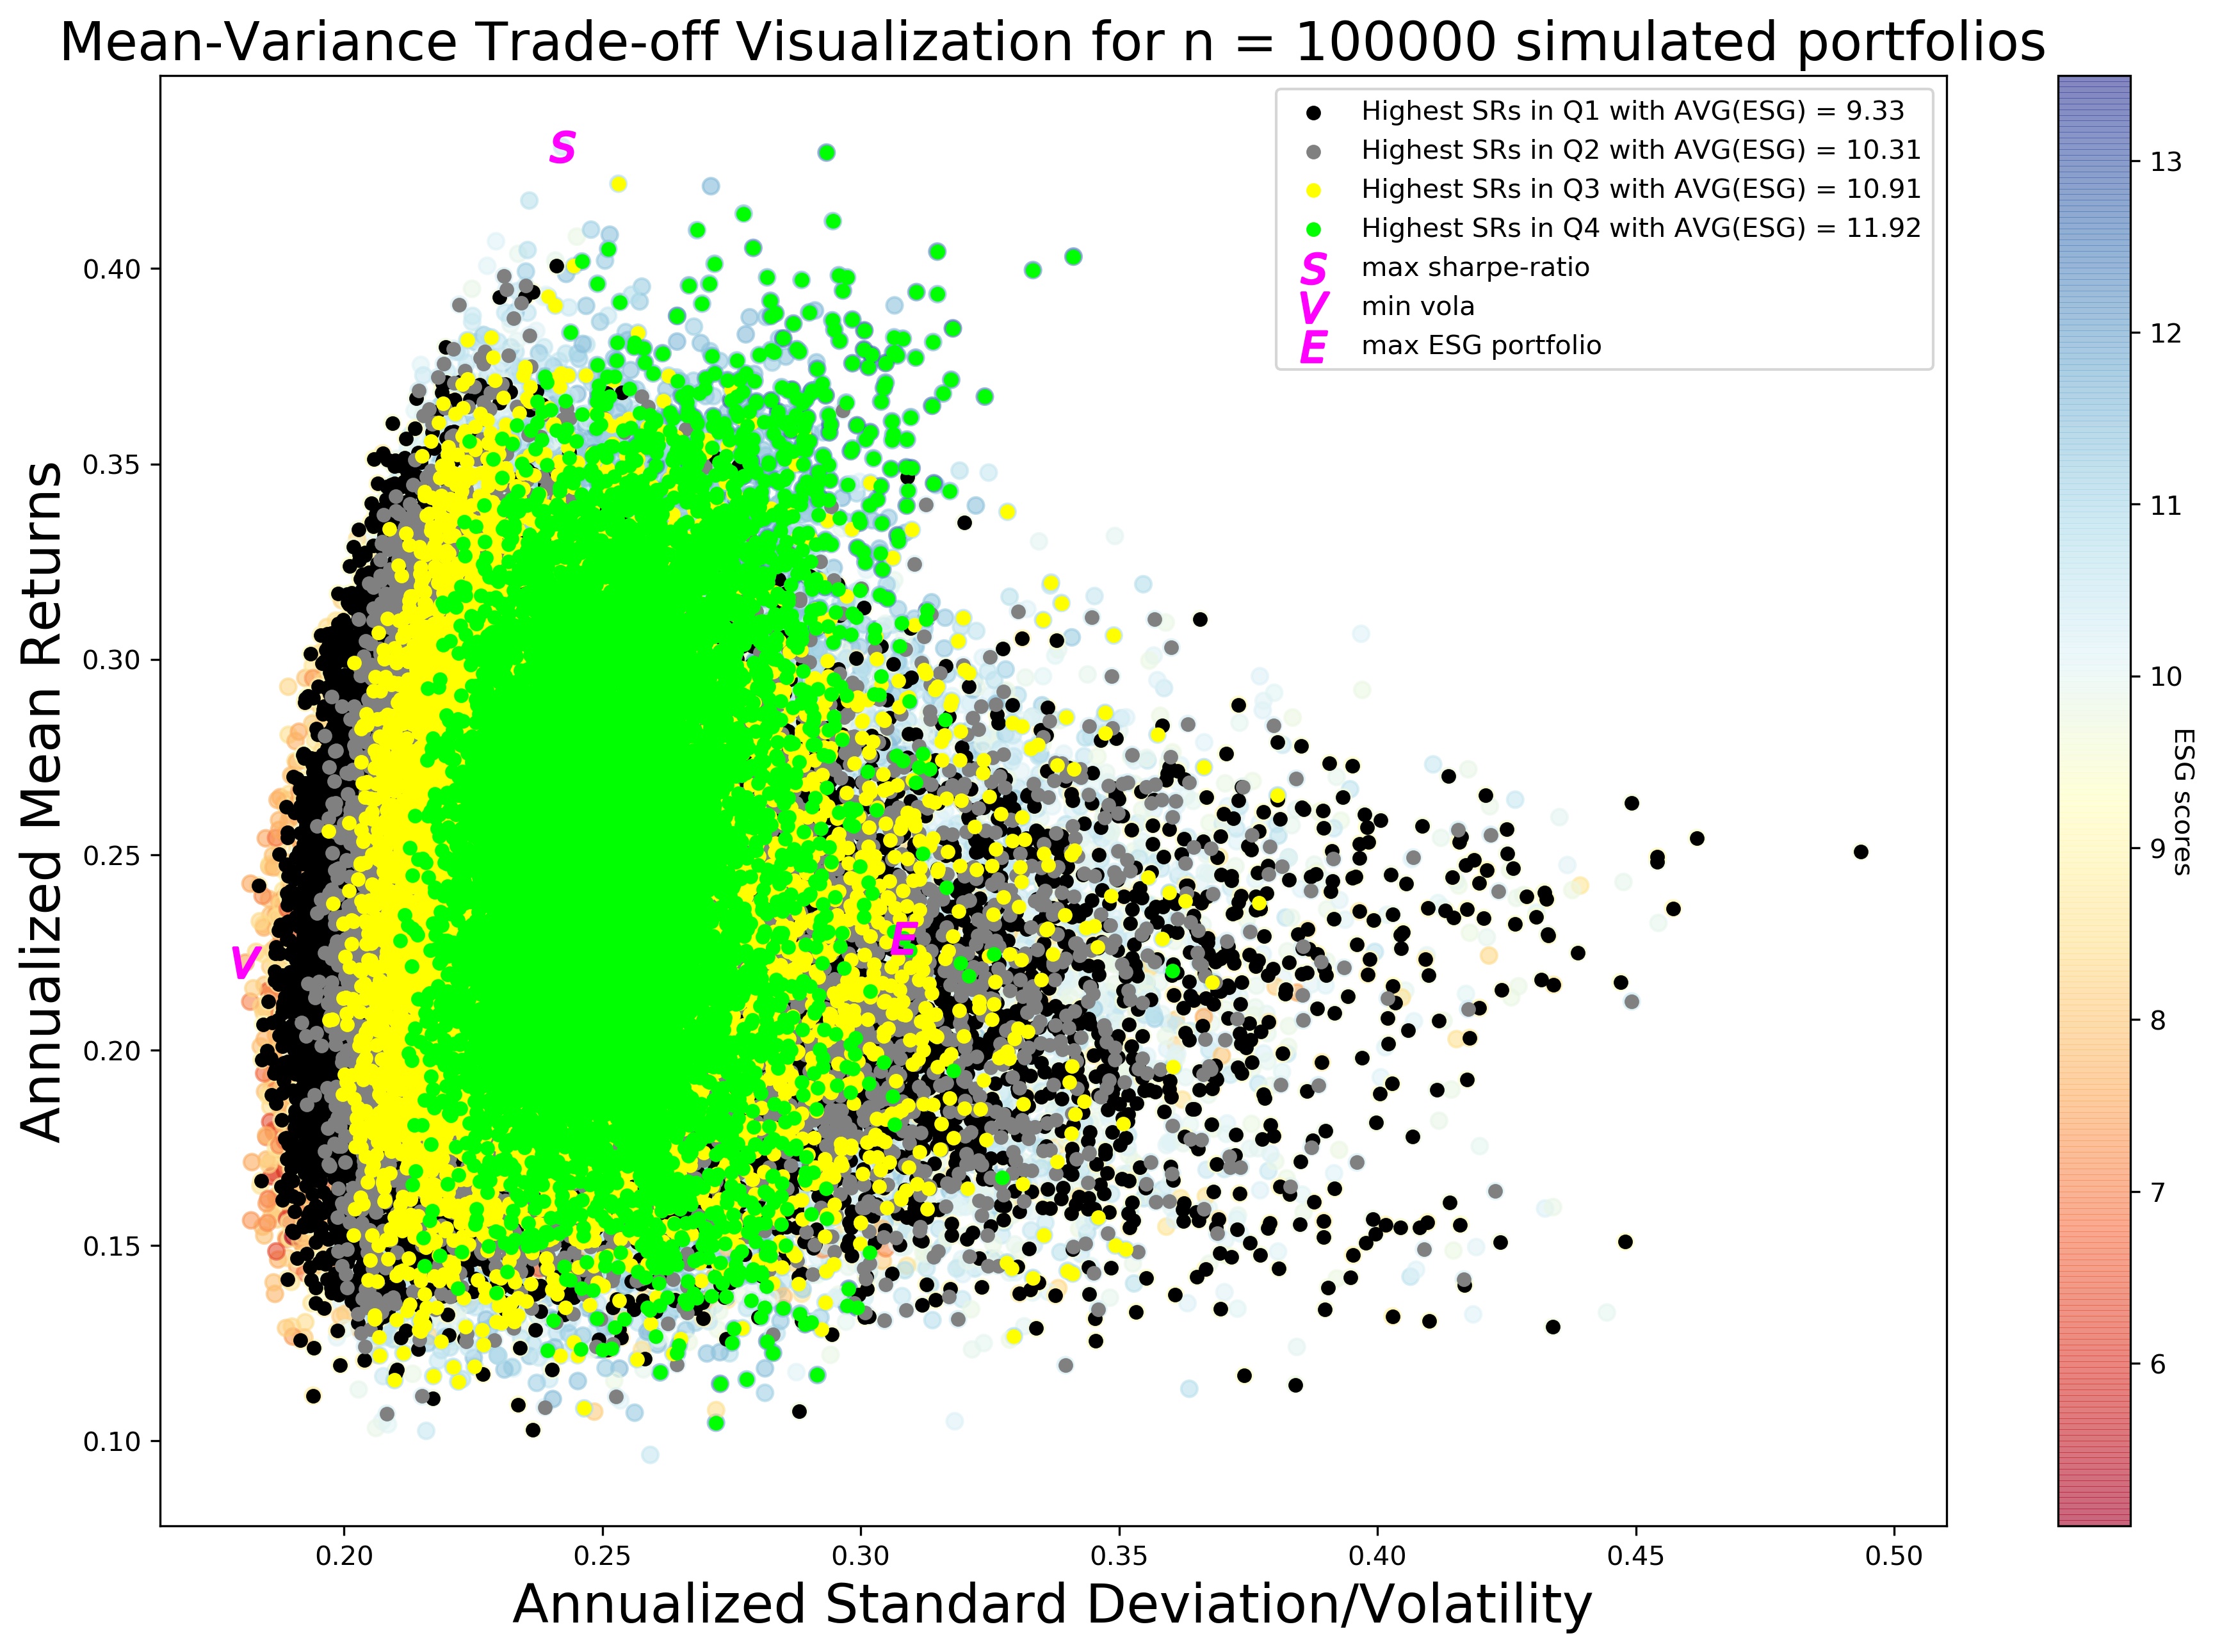 Mean-Variance Trade-off Visualization for n = 100000 simulated portfolios
Highest SRs in Q1 with AVG(ESG) = 9.33
Highest SRs in Q2 with AVG(ESG) = 10.31
Highest SRs in Q3 with AVG(ESG) = 10.91
Highest SRs in Q4 with AVG(ESG) = 11.92
S max sharpe-ratio
V min vola
E max ESG portfolio
S
V
E
Annualized Mean Returns
0.40
0.35
0.30
0.25
0.20
0.15
0.10
0.20 0.25 0.30 0.35 0.40 0.45 0.50
Annualized Standard Deviation/Volatility
13
12
11
10
9
8
7
6
ESG scores